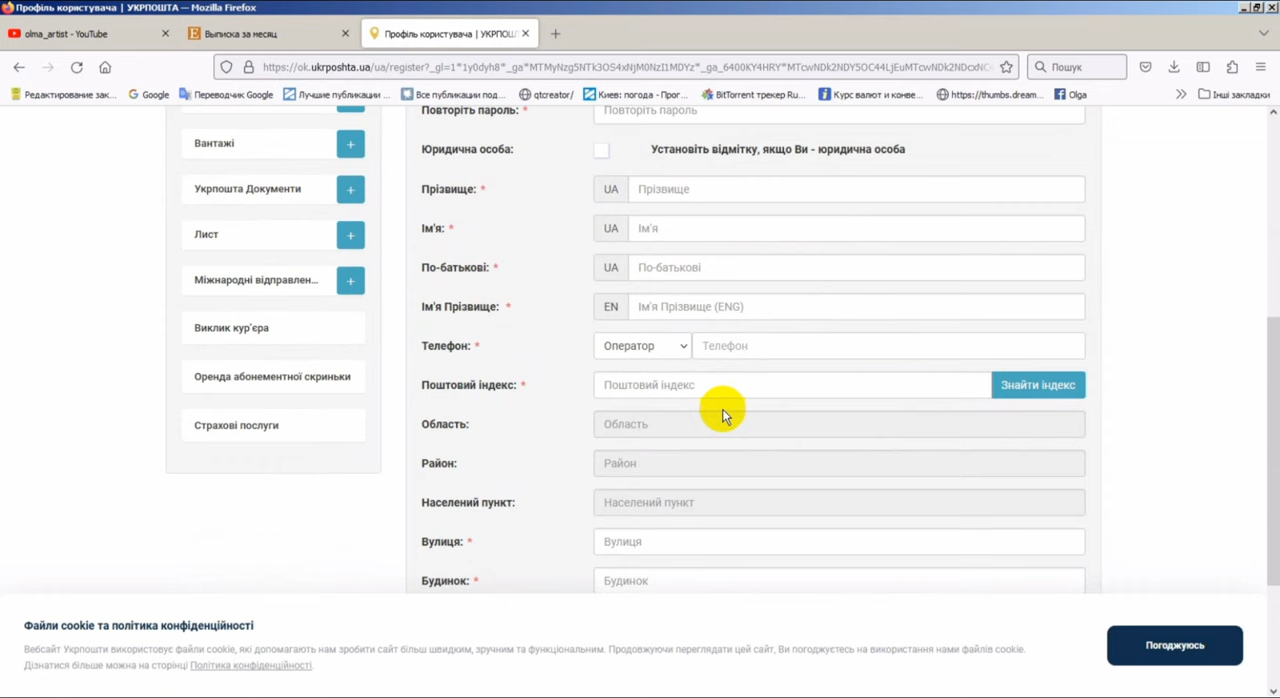 Профіль користувача | УКРПОШТА — Mozilla Firefox
olma_artist - YouTube
Выписка за месяц
Профіль користувача | УКРПОШ
https://ok.ukrposhta.ua/ua/register?_gl=1*1y0dyh8*_ga*
Пошук
Редактирование зак...
Google
Переводчик Google
Лучшие публикации ...
Все публикации под...
qtcreator/
Киев: погода - Прог...
BitTorrent трекер Ru...
Курс валют и конве...
https://thumbs.dream...
Olga
Інші закладки
Повторіть пароль: *
Повторіть пароль
Вантажі
+
Юридична особа:
Установіть відмітку, якщо Ви - юридична особа
Укрпошта Документи
+
Прізвище: *
UA
Прізвище
Лист
+
Ім'я: *
UA
Ім'я
По-батькові: *
UA
По-батькові
Міжнародні відправлен...
+
Ім'я Прізвище: *
EN
Ім'я Прізвище (ENG)
Виклик кур'єра
Телефон: *
Оператор
Телефон
Оренда абонементної скриньки
Поштовий індекс: *
Поштовий індекс
Знайти індекс
Страхові послуги
Область:
Область
Район:
Район
Населений пункт:
Населений пункт
Вулиця: *
Вулиця
Будинок: *
Будинок
Файли cookie та політика конфіденційності
Вебсайт Укрпошти використовує файли cookie, які допомагають нам зробити сайт більш швидким, зручним та функціональним. Продовжуючи переглядати цей сайт, Ви погоджуєтесь на використання нами файлів cookie.
Дізнатися більше можна на сторінці Політика конфіденційності.
Погоджуюсь